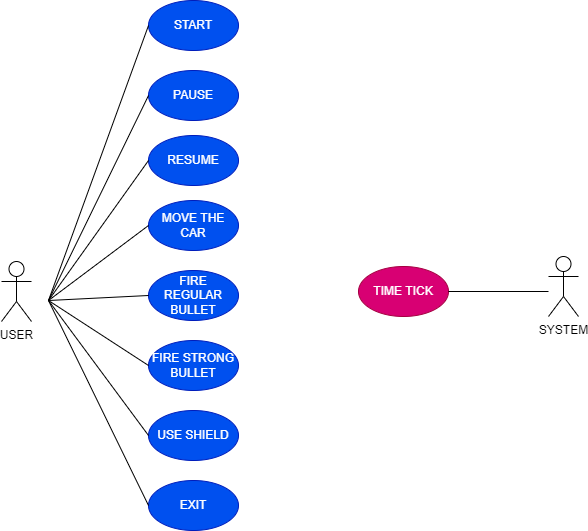 START
PAUSE
RESUME
MOVE THE
CAR
FIRE
REGULAR
BULLET
FIRE STRONG
BULLET
USE SHIELD
EXIT
USER
TIME TICK
SYSTEM